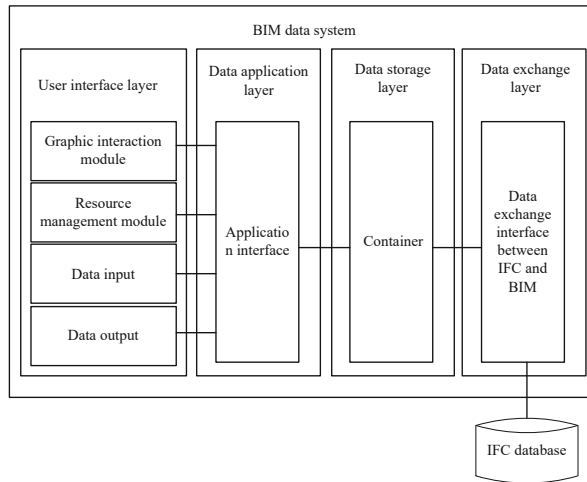 BIM data system
User interface layer
Data application
layer
Data storage
layer
Data exchange
layer
Graphic interaction
module
Resource
management module
Data input
Data output
Applicatio
n interface
Container
Data
exchange
interface
between
IFC and
BIM
IFC database